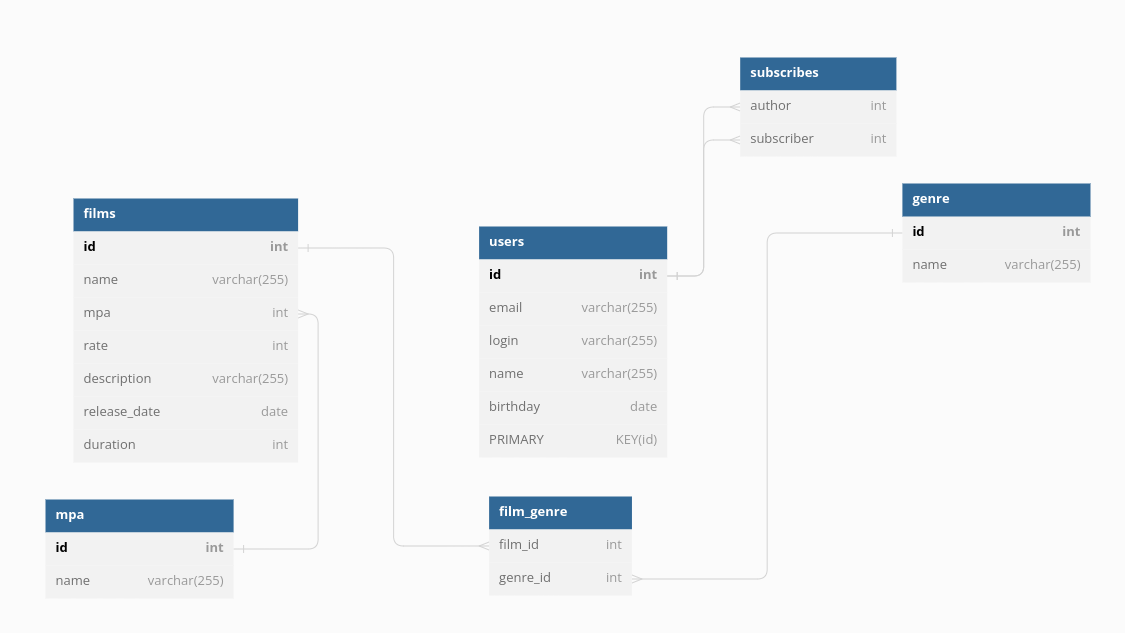 subscribes
author int
subscriber int
genre
id int
name varchar(255)
films
id int
name varchar(255)
mpa int
rate int
description varchar(255)
release_date date
duration int
users
id int
email varchar(255)
login varchar(255)
name varchar(255)
birthday date
PRIMARY KEY(id)
mpa
id int
name varchar(255)
film_genre
film_id int
genre_id int